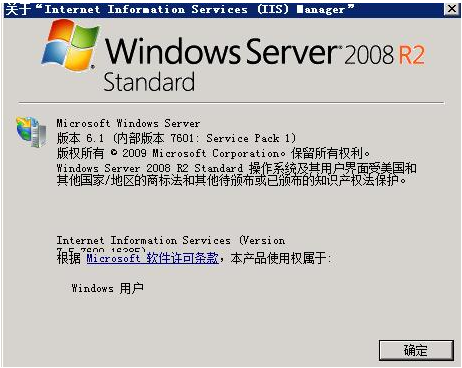 关于“Internet Information Services (IIS) Manager”
Windows Server 2008 R2
Standard
Microsoft Windows Server
版本 6.1 (内部版本 7601: Service Pack 1)
版权所有 © 2009 Microsoft Corporation。保留所有权利。
Windows Server 2008 R2 Standard 操作系统及其用户界面受美国和
其他国家/地区的商标法和其他待颁布或已颁布的知识产权法保护。
Internet Information Services (Version
7.5.7600.16385)
根据 Microsoft 软件许可条款，本产品使用权属于:
Windows 用户
确定